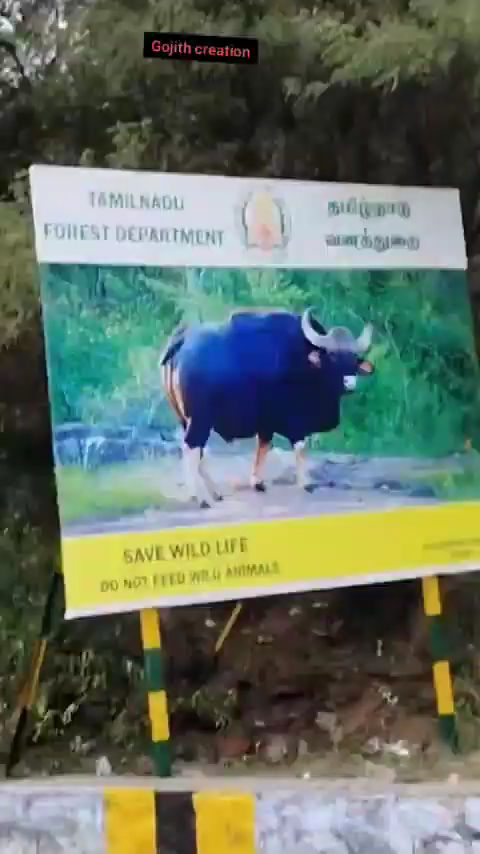 Gojith creation
TAMILNADU
FOREST DEPARTMENT
தமிழ்நாடு
வனத்துறை
SAVE WILD LIFE
DO NOT FEED WILD ANIMALS